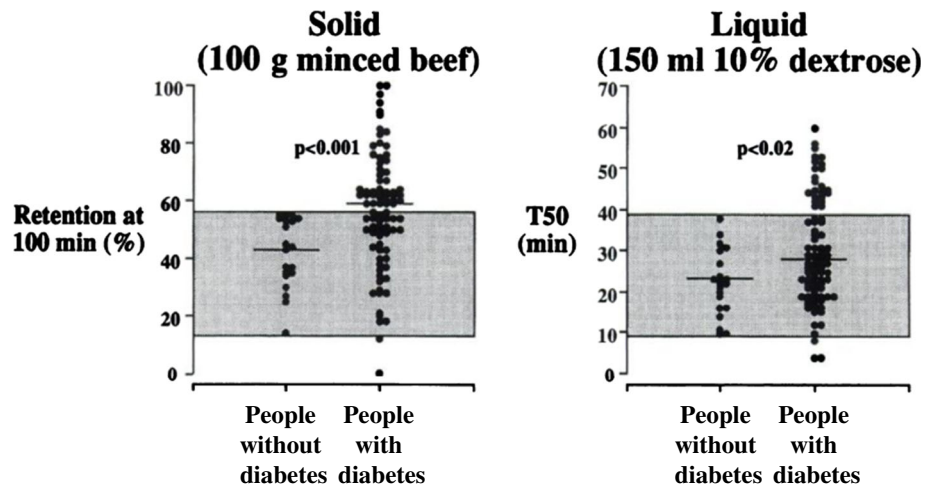 Solid
(100 g minced beef)
100
80
60
40
20
0
Retention at
100 min (%)
p<0.001
People
without
diabetes
People
with
diabetes
Liquid
(150 ml 10% dextrose)
70
60
50
40
30
20
10
0
T50
(min)
p<0.02
People
without
diabetes
People
with
diabetes